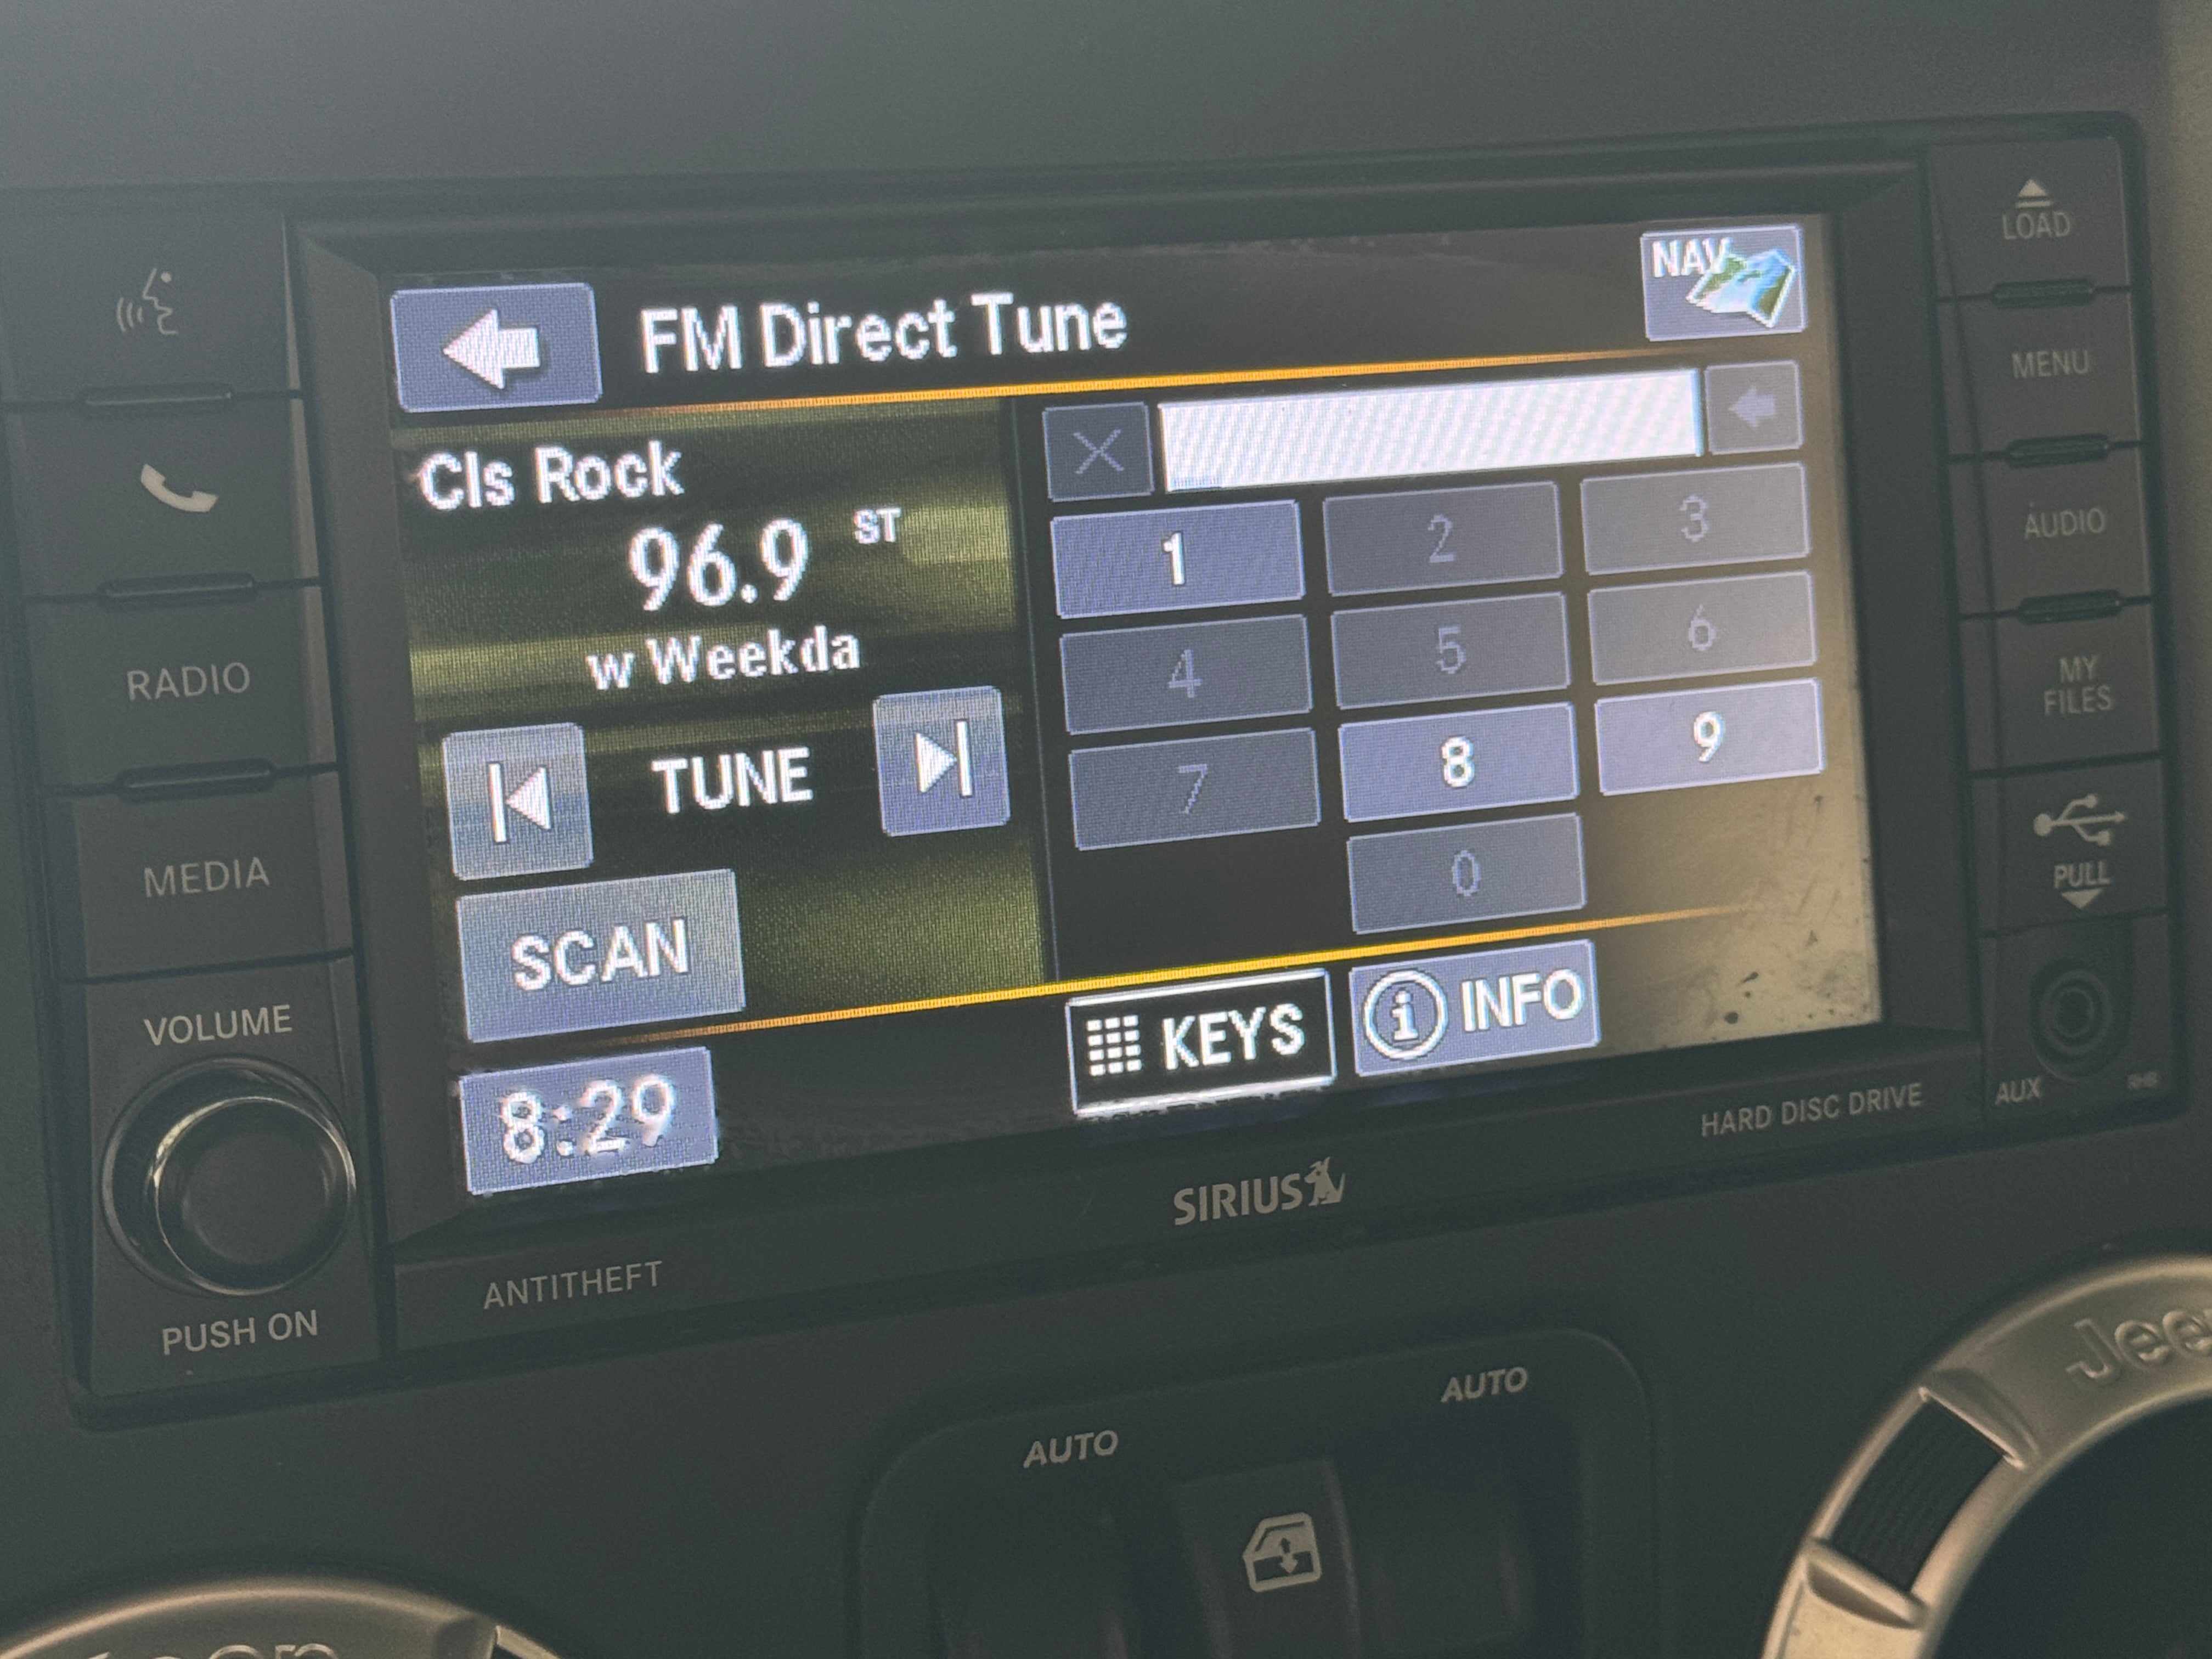 LOAD
NAV
FM Direct Tune
MENU
Cls Rock
96.9 ST
w Weekda
1 2 3
4 5 6
7 8 9
0
AUDIO
MY
FILES
RADIO
TUNE
PULL
MEDIA
SCAN
KEYS
INFO
VOLUME
8:29
AUX
HARD DISC DRIVE
SIRIUS
ANTITHEFT
PUSH ON
AUTO
AUTO
Jee